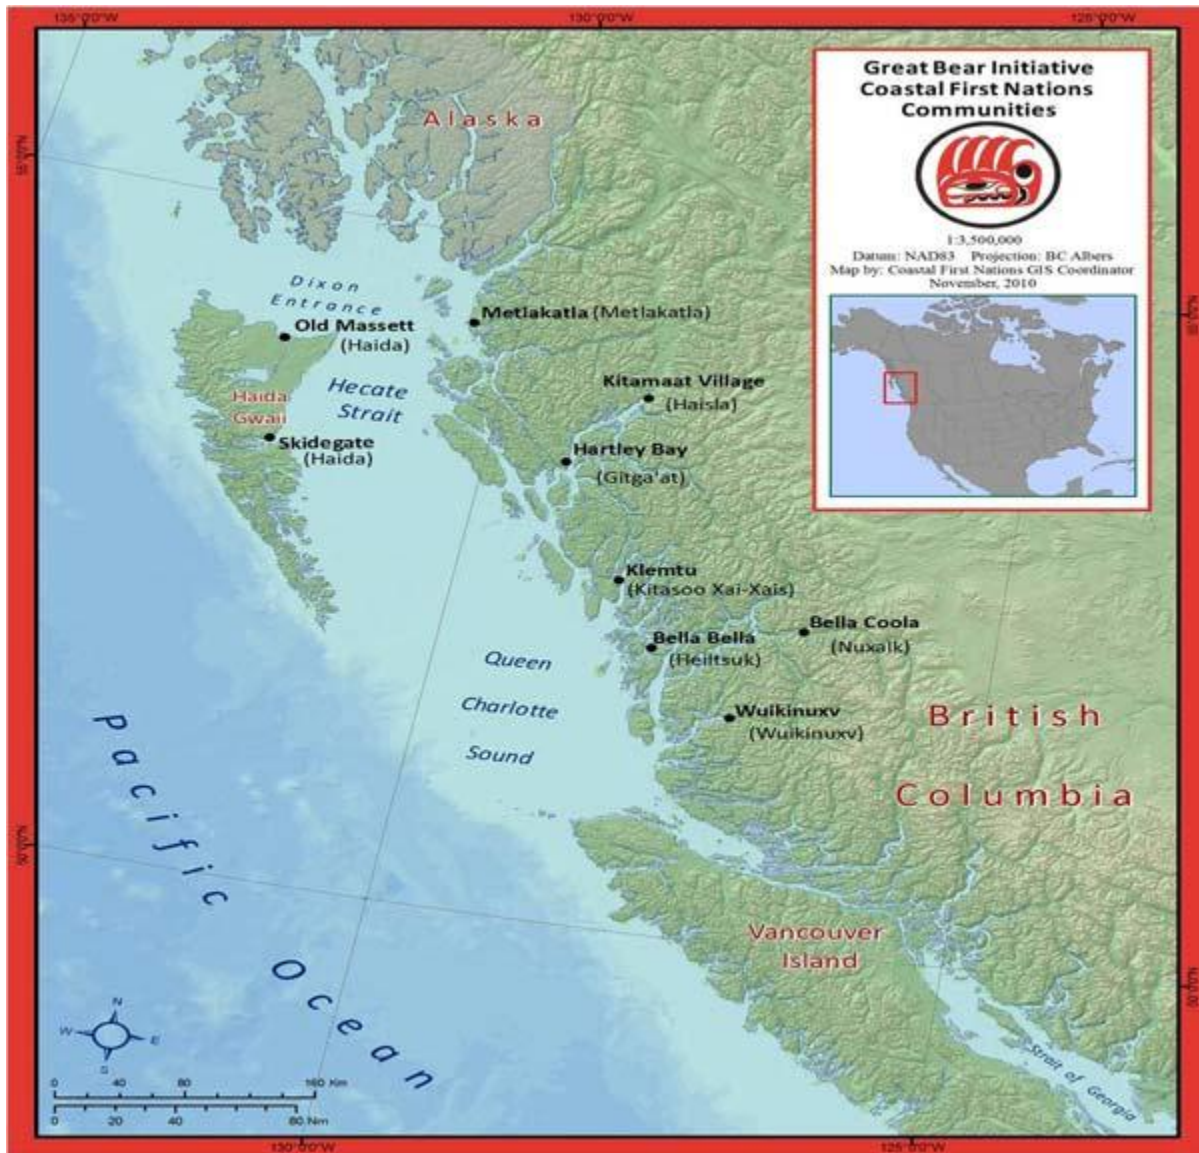 135°0'0"W
130°0'0"W
125°0'0"W
Great Bear Initiative
Coastal First Nations
Communities
1:3,500,000
Datum: NAD83 Projection: BC Albers
Map by: Coastal First Nations GIS Coordinator
November, 2010
Alaska
Dixon
Entrance
Old Massett
(Haida)
Metlakatla (Metlakatla)
Hecate
Strait
Haida
Gwaii
Skidegate
(Haida)
Kitamaat Village
(Haisla)
Hartley Bay
(Gitga'at)
Klemtu
(Kitasoo Xai-Xais)
Bella Bella
(Heiltsuk)
Bella Coola
(Nuxalk)
Wuikinuxv
(Wuikinuxv)
Queen
Charlotte
Sound
British
Columbia
Pacific
Ocean
Vancouver
Island
Strait of Georgia
N
W
E
S
0 40 80 160 Km
0 20 40 80 Nm
130°0'0"W
125°0'0"W